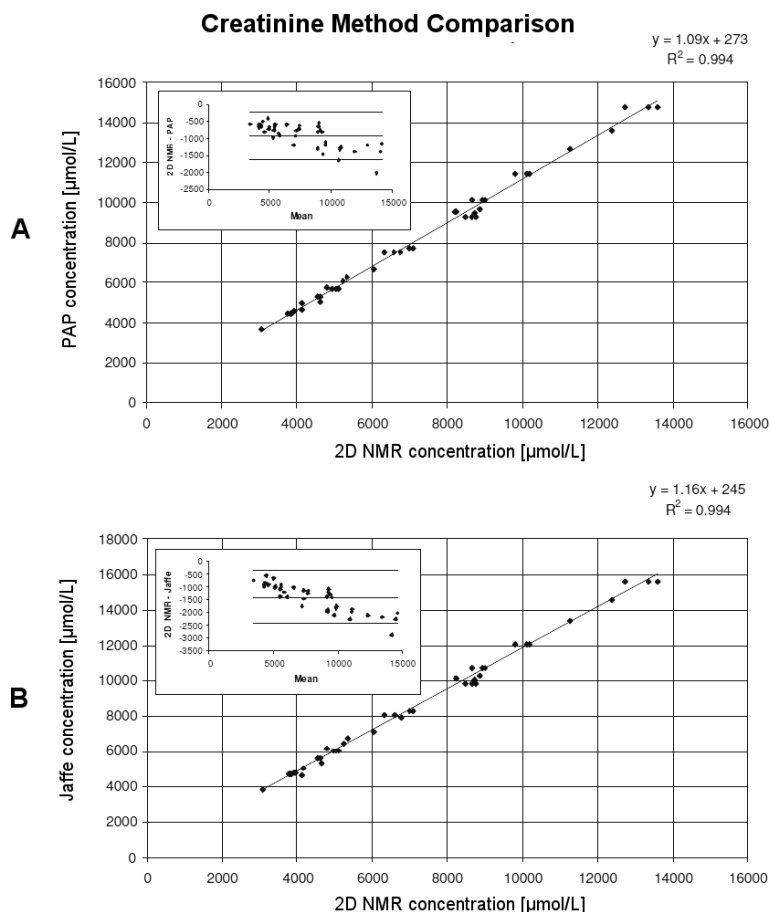 Creatinine Method Comparison
y = 1.09x + 273
R² = 0.994
A
PAP concentration [µmol/L]
16000
14000
12000
10000
8000
6000
4000
2000
0
0 2000 4000 6000 8000 10000 12000 14000 16000
2D NMR concentration [µmol/L]
2D NMR - PAP
0
-500
-1000
-1500
-2000
-2500
0 5000 10000 15000
Mean
y = 1.16x + 245
R² = 0.994
B
Jaffe concentration [µmol/L]
18000
16000
14000
12000
10000
8000
6000
4000
2000
0
0 2000 4000 6000 8000 10000 12000 14000 16000
2D NMR concentration [µmol/L]
2D NMR - Jaffe
0
-500
-1000
-1500
-2000
-2500
-3000
-3500
0 5000 10000 15000
Mean